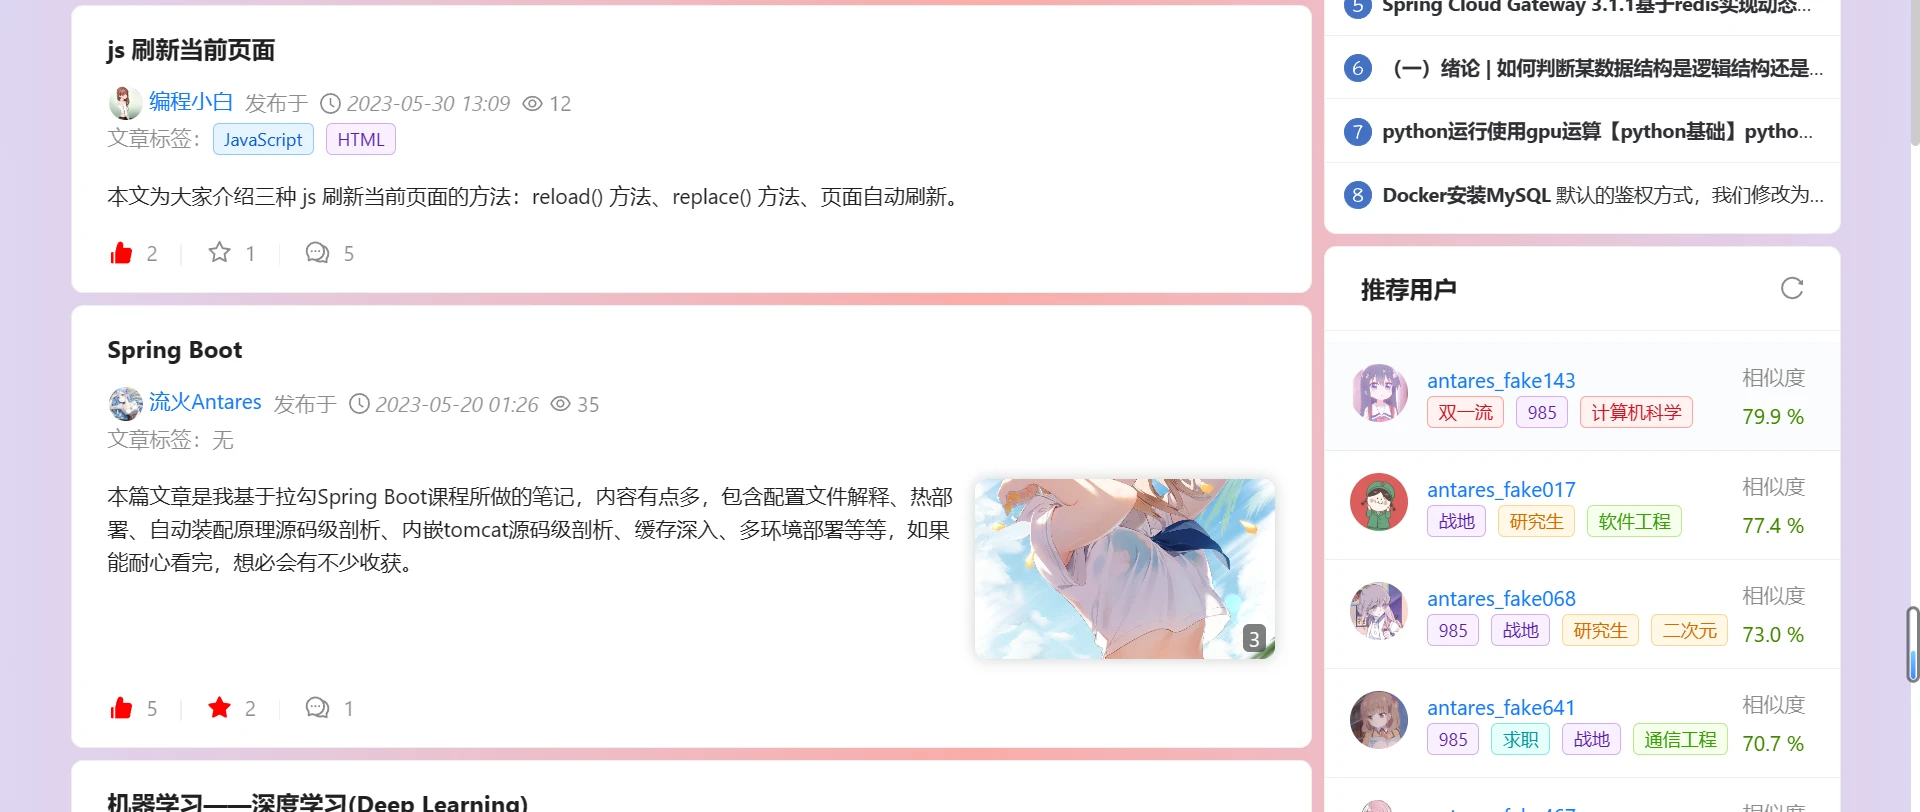 js 刷新当前页面
编程小白 发布于 2023-05-30 13:09 12
文章标签： JavaScript HTML
本文为大家介绍三种 js 刷新当前页面的方法：reload() 方法、replace() 方法、页面自动刷新。
2 1 5
Spring Boot
流火Antares 发布于 2023-05-20 01:26 35
文章标签：无
本篇文章是我基于拉勾Spring Boot课程所做的笔记，内容有点多，包含配置文件解释、热部
署、自动装配原理源码级剖析、内嵌tomcat源码级剖析、缓存深入、多环境部署等等，如果
能耐心看完，想必会有不少收获。
3
5 2 1
机器学习——深度学习(Deep Learning)
5 Spring Cloud Gateway 3.1.1基于redis实现动态...
6 （一）绪论 | 如何判断某数据结构是逻辑结构还是...
7 python运行使用gpu运算【python基础】pytho...
8 Docker安装MySQL 默认的鉴权方式，我们修改为...
推荐用户
antares_fake143 相似度
双一流 985 计算机科学 79.9 %
antares_fake017 相似度
战地 研究生 软件工程 77.4 %
antares_fake068 相似度
985 战地 研究生 二次元 73.0 %
antares_fake641 相似度
985 求职 战地 通信工程 70.7 %
相似度